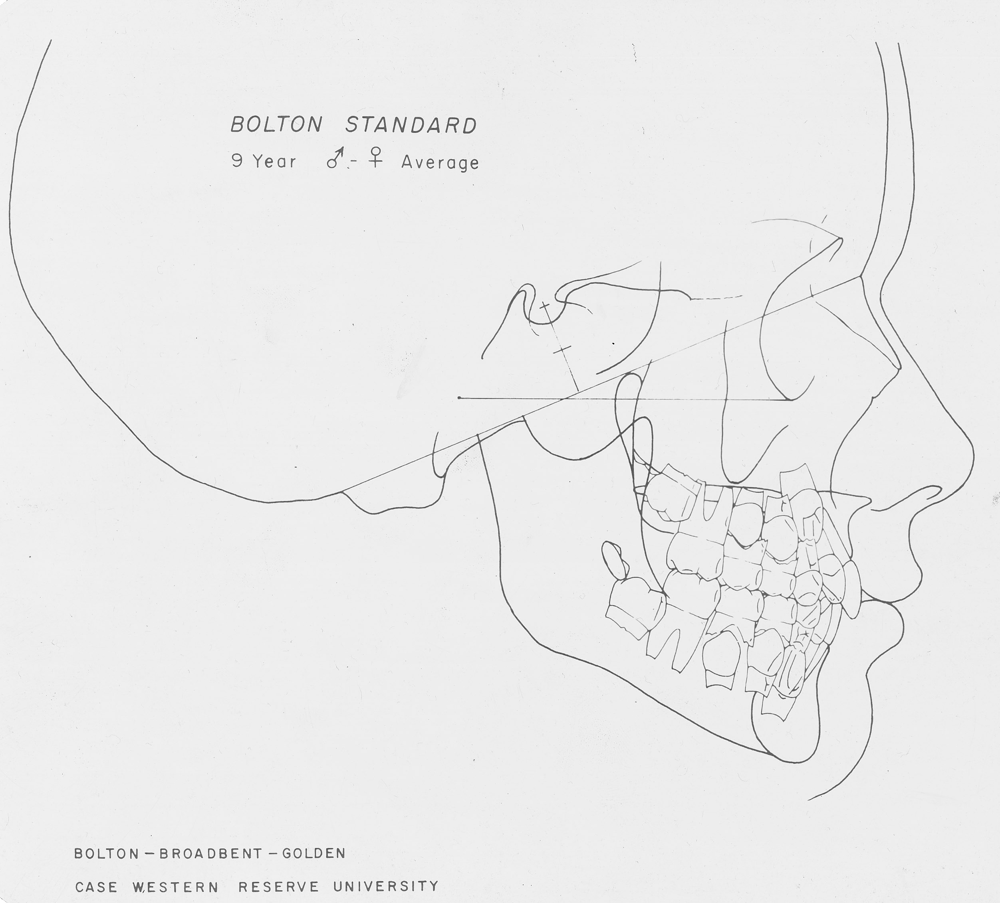 BOLTON STANDARD
9 Year ♂ - ♀ Average
BOLTON — BROADBENT — GOLDEN
CASE WESTERN RESERVE UNIVERSITY